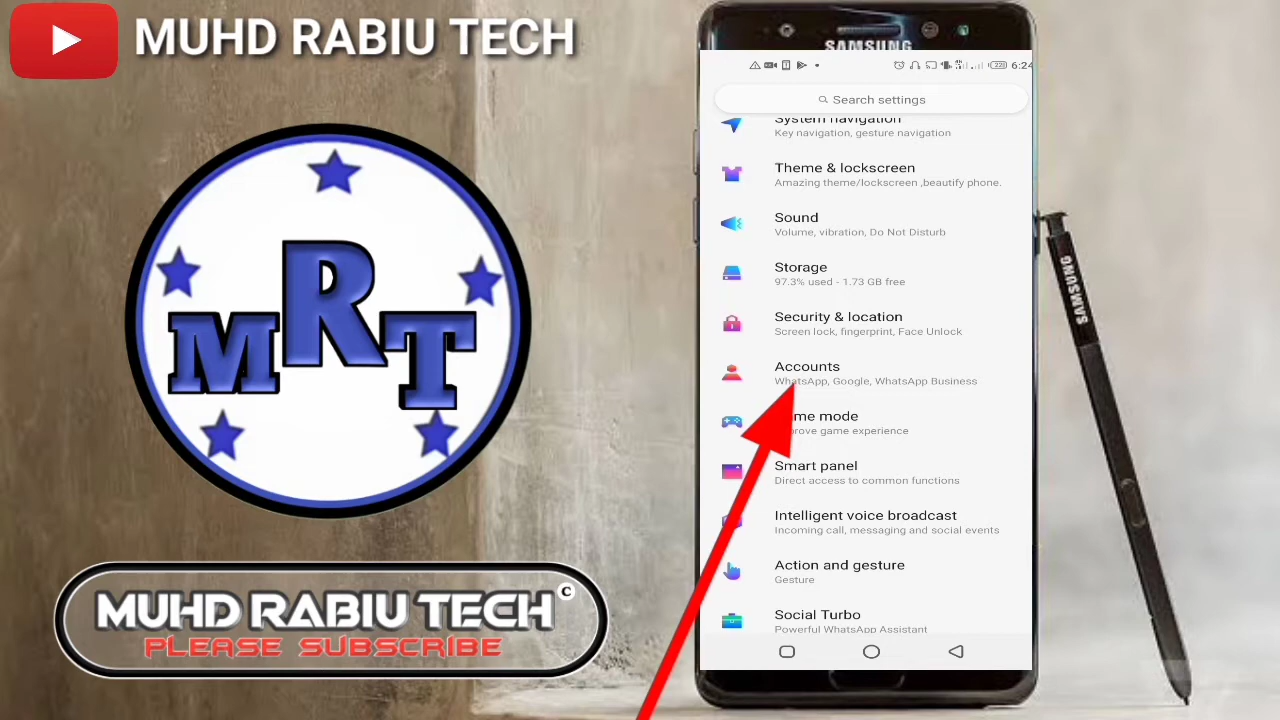 MUHD RABIU TECH
MRT
MUHD RABIU TECH
©
PLEASE SUBSCRIBE
SAMSUNG
6:24
Search settings
System navigation
Key navigation, gesture navigation
Theme & lockscreen
Amazing theme/lockscreen ,beautify phone.
Sound
Volume, vibration, Do Not Disturb
Storage
97.3% used - 1.73 GB free
Security & location
Screen lock, fingerprint, Face Unlock
Accounts
WhatsApp, Google, WhatsApp Business
me mode
rove game experience
Smart panel
Direct access to common functions
Intelligent voice broadcast
Incoming call, messaging and social events
Action and gesture
Gesture
Social Turbo
Powerful WhatsApp Assistant
SAMSUNG